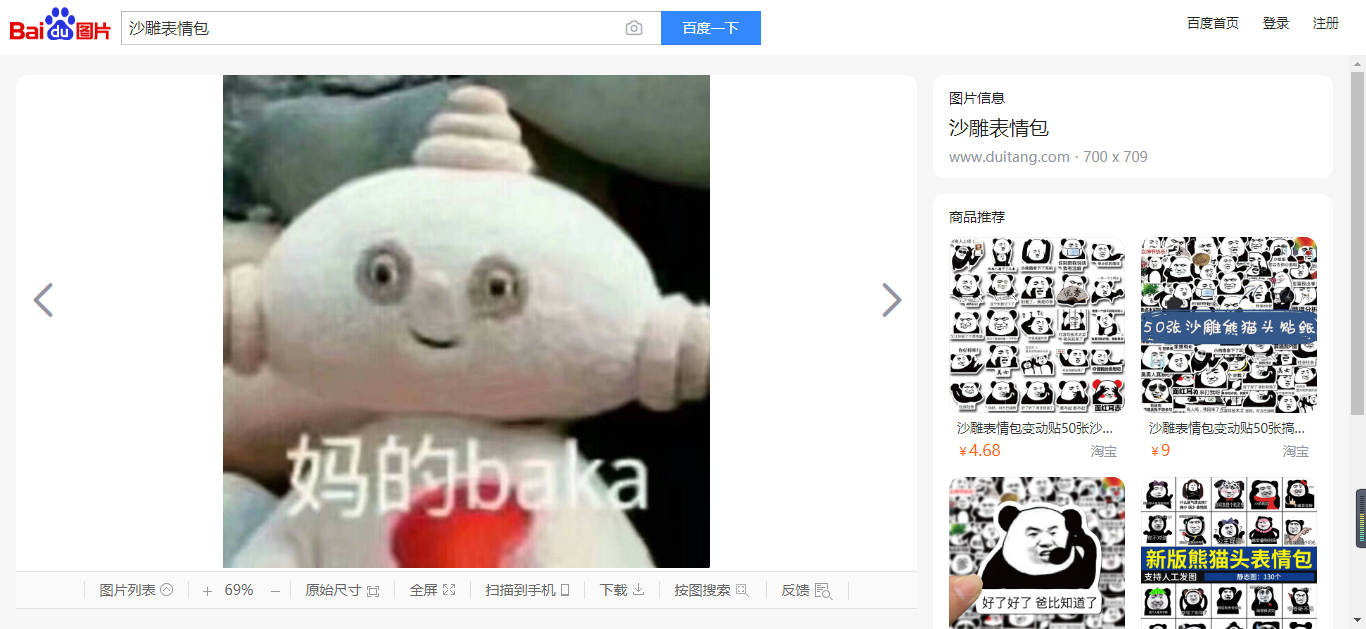 Bai du 图片
沙雕表情包
百度一下
百度首页 登录 注册
妈的baka
图片列表 + 69% − 原始尺寸 全屏 扫描到手机 下载 按图搜索 反馈
图片信息
沙雕表情包
www.duitang.com · 700 x 709
商品推荐
50张沙雕熊猫头贴纸
沙雕表情包变动贴50张沙...
¥4.68 淘宝
沙雕表情包变动贴50张搞...
¥9 淘宝
好了好了 爸比知道了
新版熊猫头表情包
支持人工发图 静态图：130个